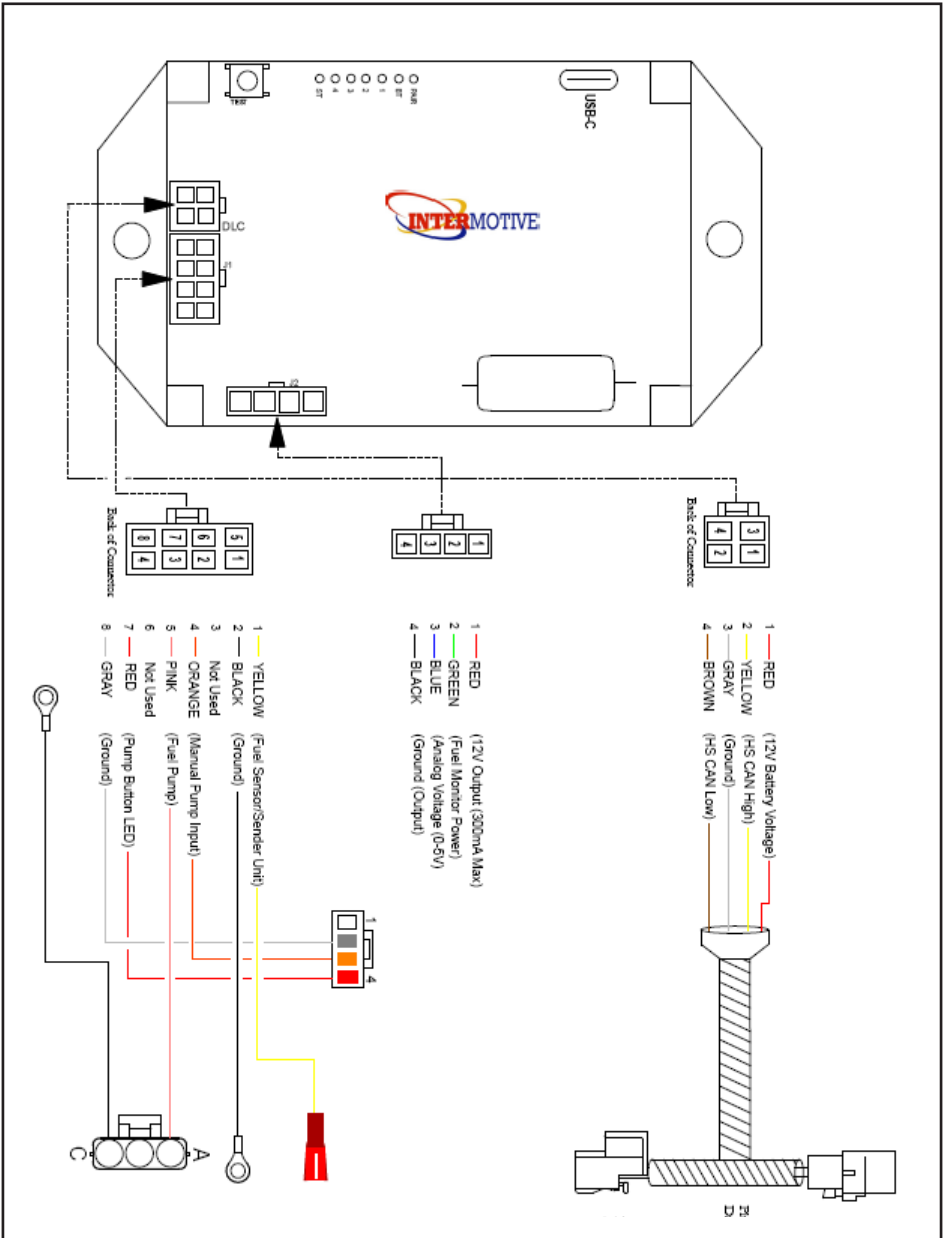 TEST
ST
4
3
2
1
BT
PAIR
USB-C
INTERMOTIVE
DLC
J1
J2
Back of Connector
3 1
4 2
1 RED (12V Battery Voltage)
2 YELLOW (HS CAN High)
3 GRAY (Ground)
4 BROWN (HS CAN Low)
4 3 2 1
1 RED (12V Output (300mA Max)
2 GREEN (Fuel Monitor Power)
3 BLUE (Analog Voltage (0-5V)
4 BLACK (Ground (Output)
Back of Connector
8 7 6 5
4 3 2 1
1 YELLOW (Fuel Sensor/Sender Unit)
2 BLACK (Ground)
3 Not Used
4 ORANGE (Manual Pump Input)
5 PINK (Fuel Pump)
6 Not Used
7 RED (Pump Button LED)
8 GRAY (Ground)
1
4
A
C